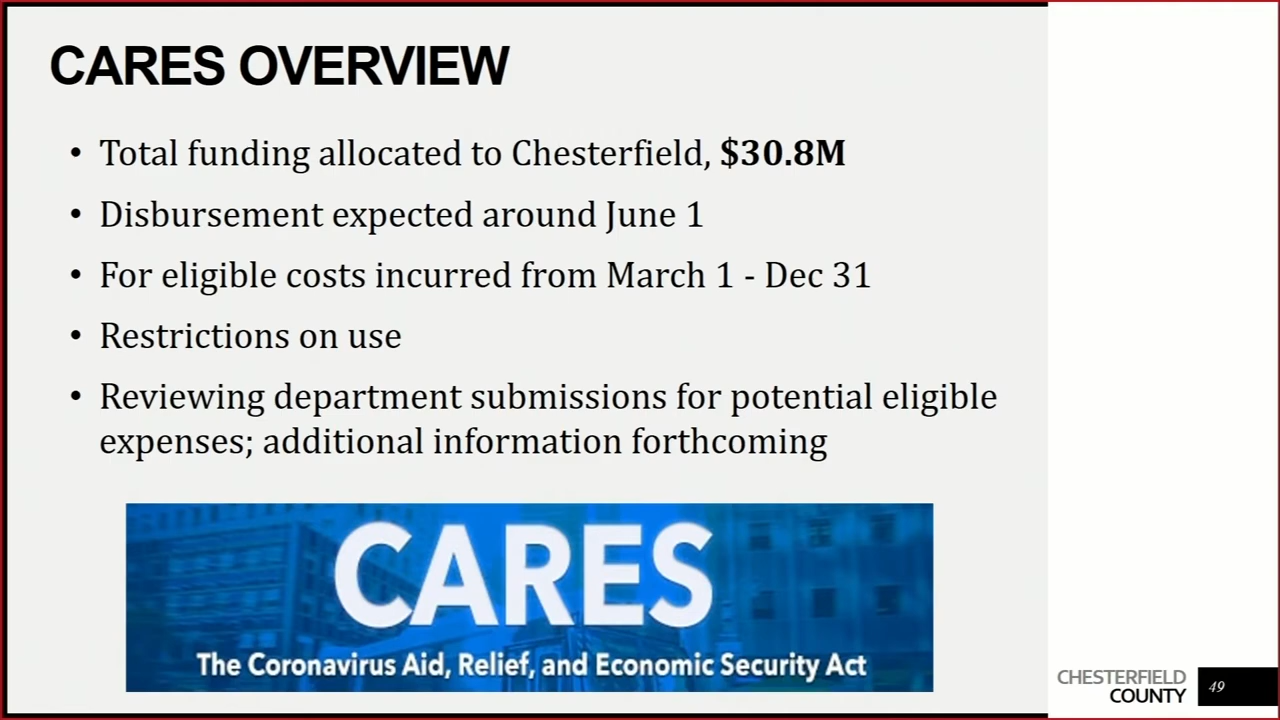 CARES OVERVIEW
• Total funding allocated to Chesterfield, $30.8M
• Disbursement expected around June 1
• For eligible costs incurred from March 1 - Dec 31
• Restrictions on use
• Reviewing department submissions for potential eligible
expenses; additional information forthcoming
CARES
The Coronavirus Aid, Relief, and Economic Security Act
CHESTERFIELD
COUNTY
49